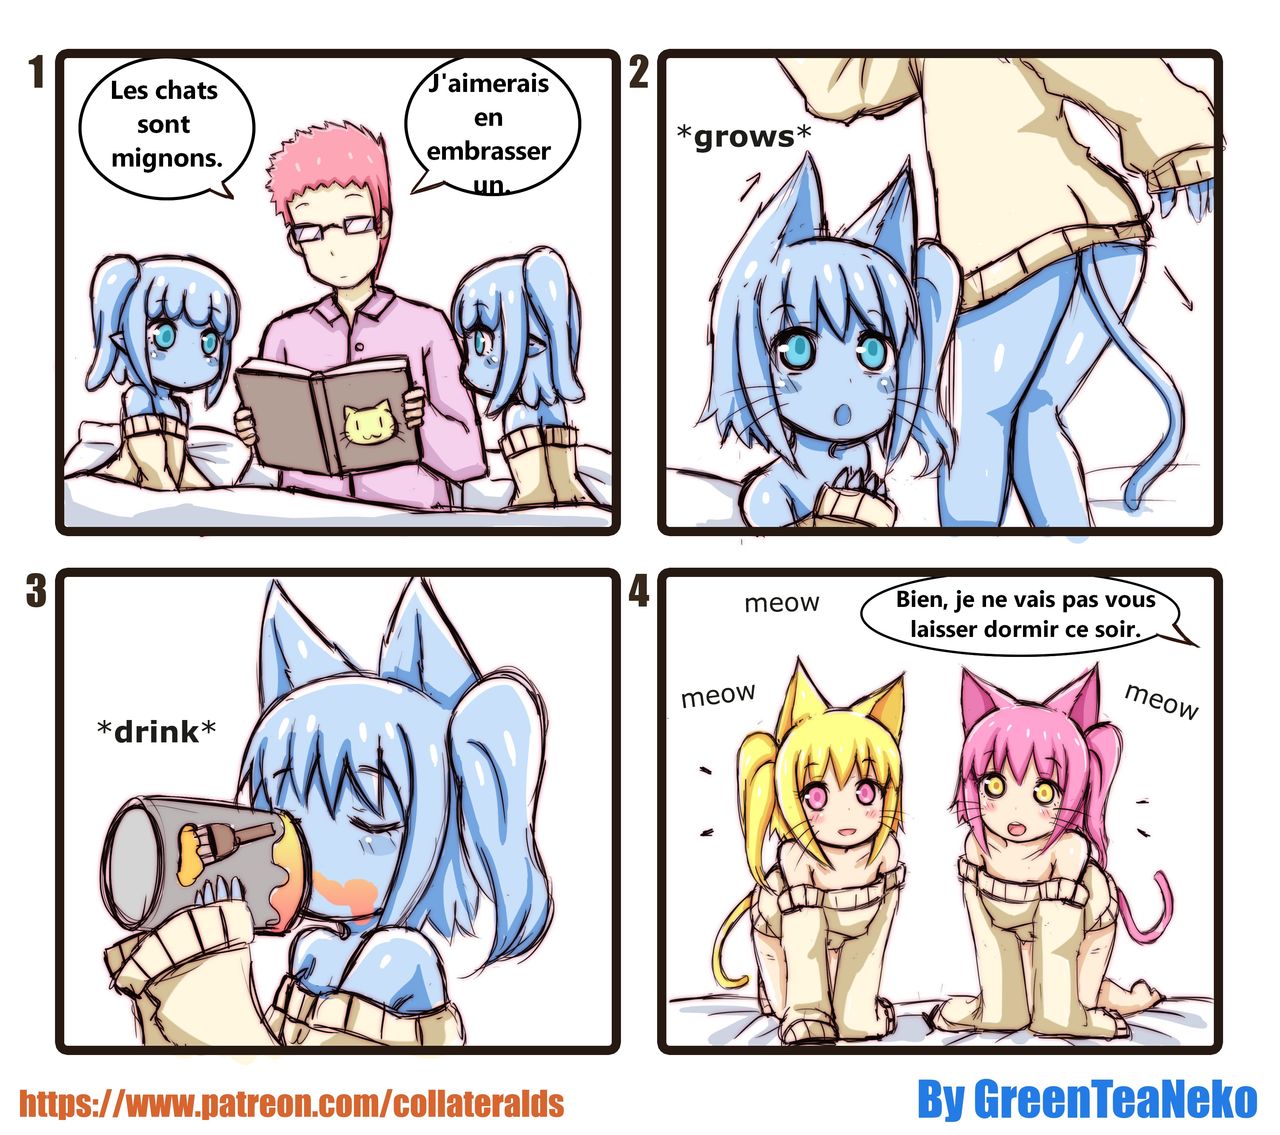 1
Les chats
sont
mignons.
J'aimerais
en
embrasser
un.
2
*grows*
3
*drink*
4
meow
Bien, je ne vais pas vous
laisser dormir ce soir.
meow
meow
https://www.patreon.com/collateralds
By GreenTeaNeko